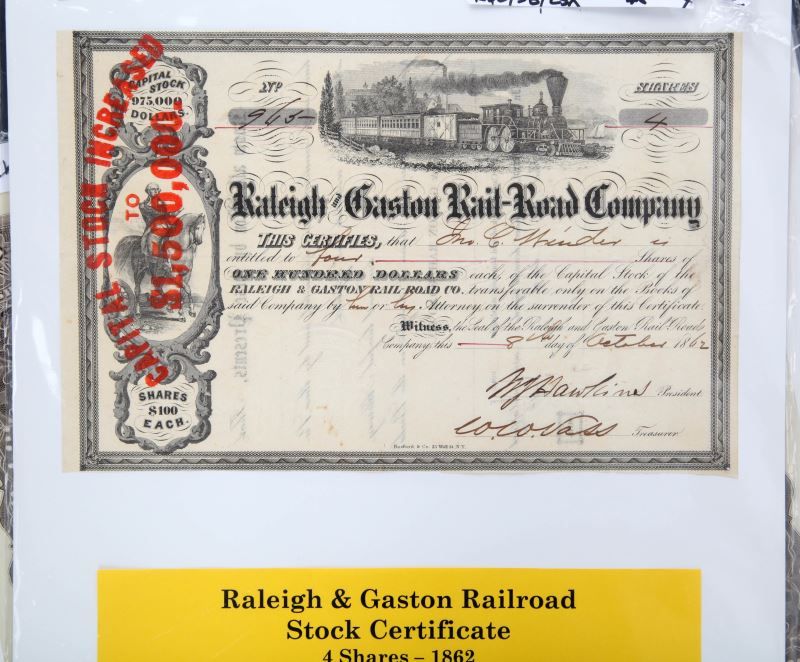 CAPITAL
STOCK
975,000
DOLLARS.
CAPITAL STOCK INCREASED
TO
$1,500,000.
SHARES
$100
EACH.
No
965
SHARES
4
Raleigh and Gaston Rail-Road Company
THIS CERTIFIES, that Jno. C. Winder is
entitled to four Shares of
ONE HUNDRED DOLLARS each, of the Capital Stock of the
RALEIGH & GASTON RAIL ROAD CO. transferable only on the Books of
said Company by him or his Attorney on the surrender of this Certificate.
Witness, the Seal of the Raleigh and Gaston Rail Road
Company this 8th day of October 1862
W J Hawkins President
W. W. Vass Treasurer
Raleigh & Gaston Railroad
Stock Certificate
4 Shares – 1862